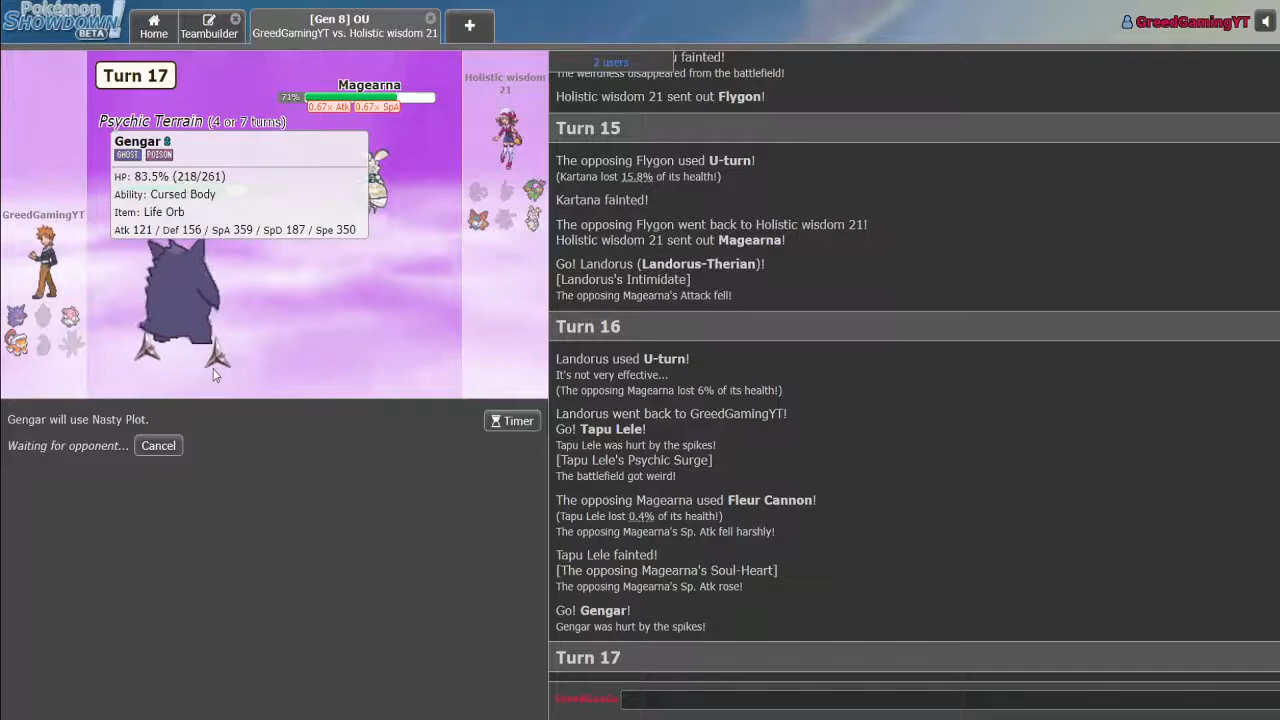 Pokémon
SHOWDOWN!
BETA
Home
Teambuilder
[Gen 8] OU
GreedGamingYT vs. Holistic wisdom 21
+
GreedGamingYT
Turn 17
Magearna
71%
0.67× Atk 0.67× SpA
Psychic Terrain (4 or 7 turns)
Gengar
GHOST POISON
HP: 83.5% (218/261)
Ability: Cursed Body
Item: Life Orb
Atk 121 / Def 156 / SpA 359 / SpD 187 / Spe 350
GreedGamingYT
Holistic wisdom
21
Gengar will use Nasty Plot.
Timer
Waiting for opponent... Cancel
2 users
fainted!
The weirdness disappeared from the battlefield!
Holistic wisdom 21 sent out Flygon!
Turn 15
The opposing Flygon used U-turn!
(Kartana lost 15.8% of its health!)
Kartana fainted!
The opposing Flygon went back to Holistic wisdom 21!
Holistic wisdom 21 sent out Magearna!
Go! Landorus (Landorus-Therian)!
[Landorus's Intimidate]
The opposing Magearna's Attack fell!
Turn 16
Landorus used U-turn!
It's not very effective...
(The opposing Magearna lost 6% of its health!)
Landorus went back to GreedGamingYT!
Go! Tapu Lele!
Tapu Lele was hurt by the spikes!
[Tapu Lele's Psychic Surge]
The battlefield got weird!
The opposing Magearna used Fleur Cannon!
(Tapu Lele lost 0.4% of its health!)
The opposing Magearna's Sp. Atk fell harshly!
Tapu Lele fainted!
[The opposing Magearna's Soul-Heart]
The opposing Magearna's Sp. Atk rose!
Go! Gengar!
Gengar was hurt by the spikes!
Turn 17